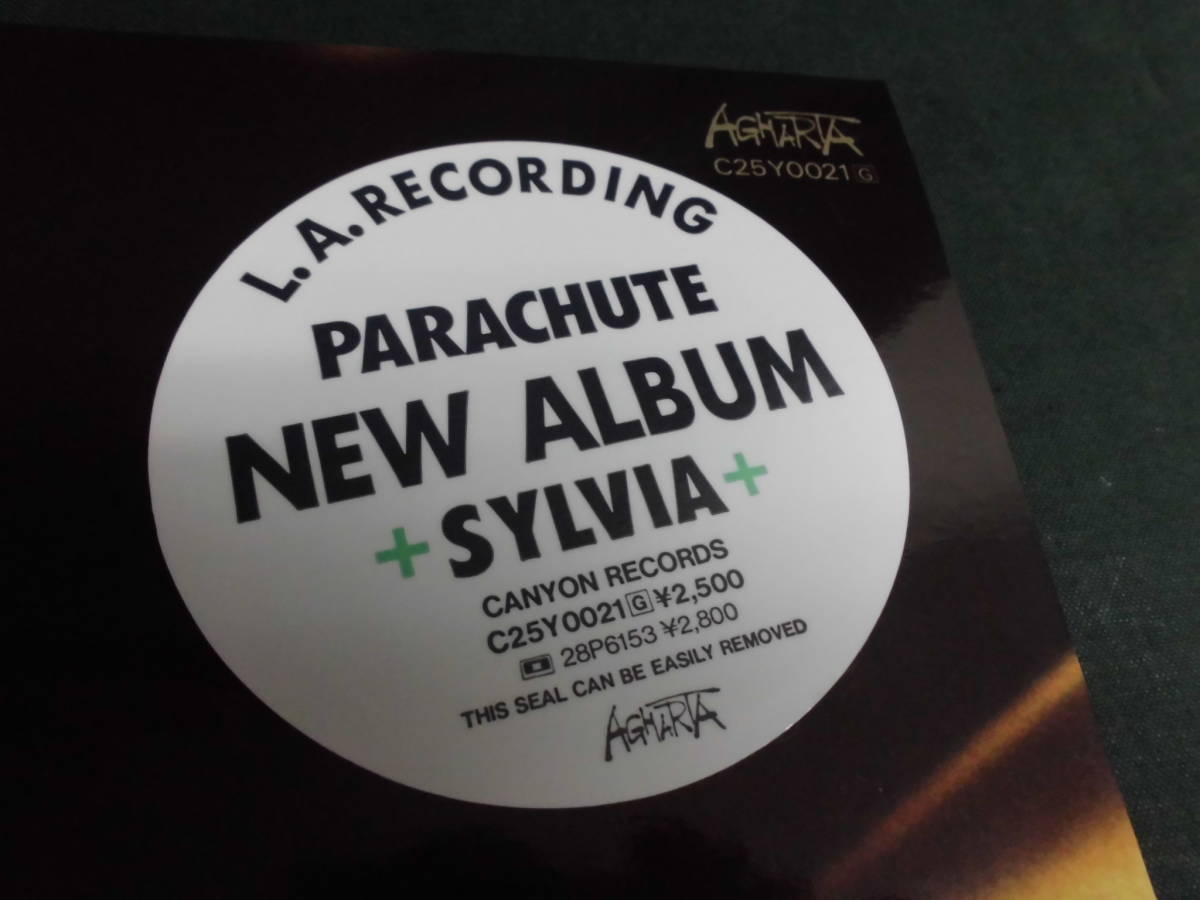 AGHARTA
C25Y0021 G
L.A. RECORDING
PARACHUTE
NEW ALBUM
+SYLVIA+
CANYON RECORDS
C25Y0021 G ¥2,500
28P6153 ¥2,800
THIS SEAL CAN BE EASILY REMOVED
AGHARTA